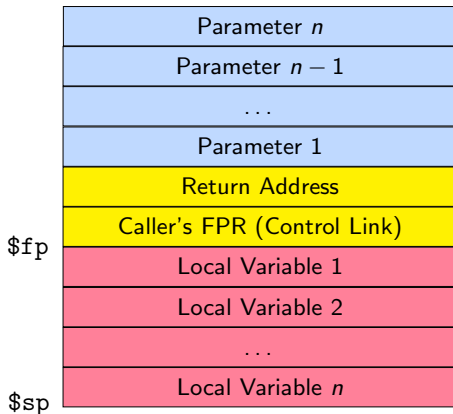 Parameter n
Parameter n − 1
...
Parameter 1
Return Address
Caller's FPR (Control Link)
$fp
Local Variable 1
Local Variable 2
...
Local Variable n
$sp